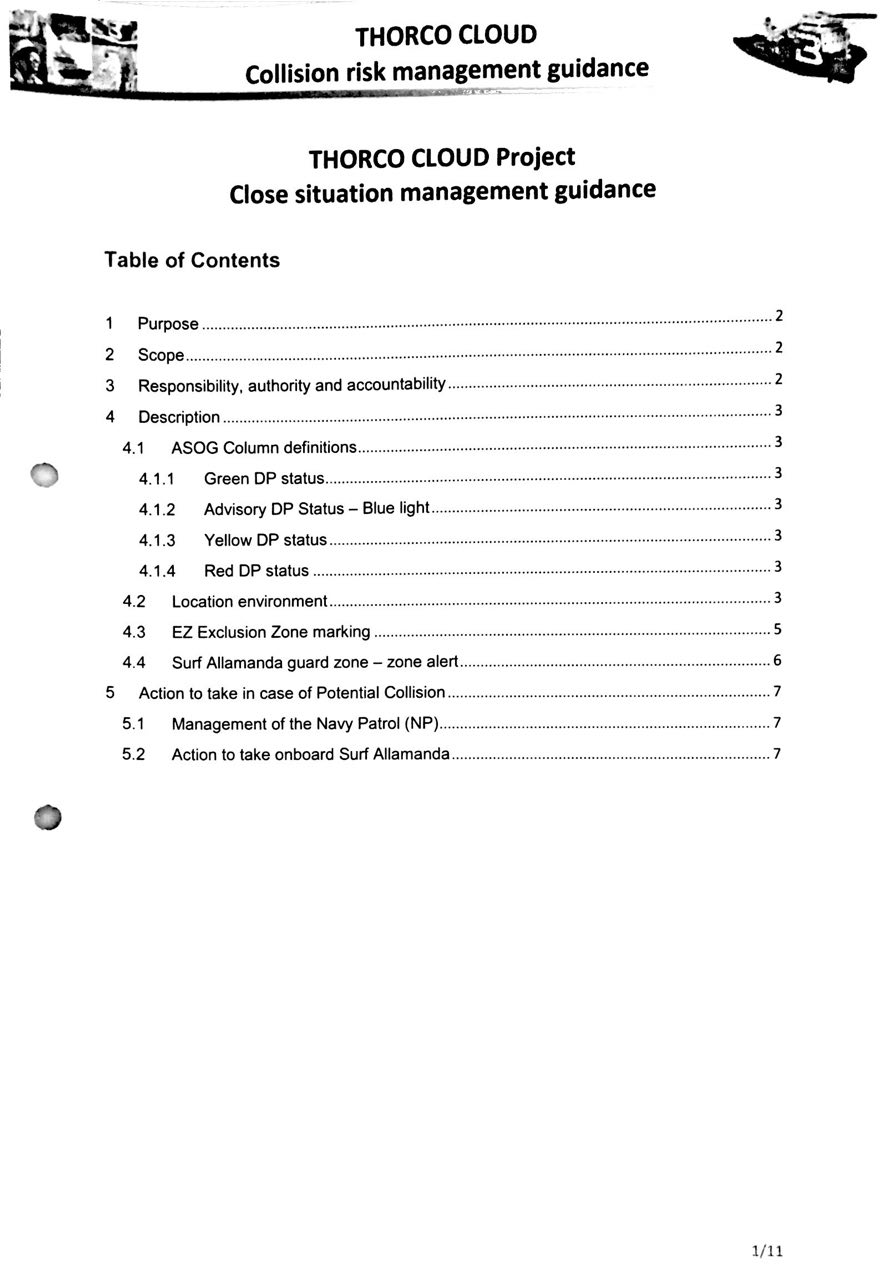 THORCO CLOUD
Collision risk management guidance
3
THORCO CLOUD Project
Close situation management guidance
Table of Contents
1 Purpose ........................................ 2
2 Scope ........................................ 2
3 Responsibility, authority and accountability ........................................ 2
4 Description ........................................ 3
4.1 ASOG Column definitions ........................................ 3
4.1.1 Green DP status ........................................ 3
4.1.2 Advisory DP Status – Blue light ........................................ 3
4.1.3 Yellow DP status ........................................ 3
4.1.4 Red DP status ........................................ 3
4.2 Location environment ........................................ 3
4.3 EZ Exclusion Zone marking ........................................ 5
4.4 Surf Allamanda guard zone – zone alert ........................................ 6
5 Action to take in case of Potential Collision ........................................ 7
5.1 Management of the Navy Patrol (NP) ........................................ 7
5.2 Action to take onboard Surf Allamanda ........................................ 7
1/11